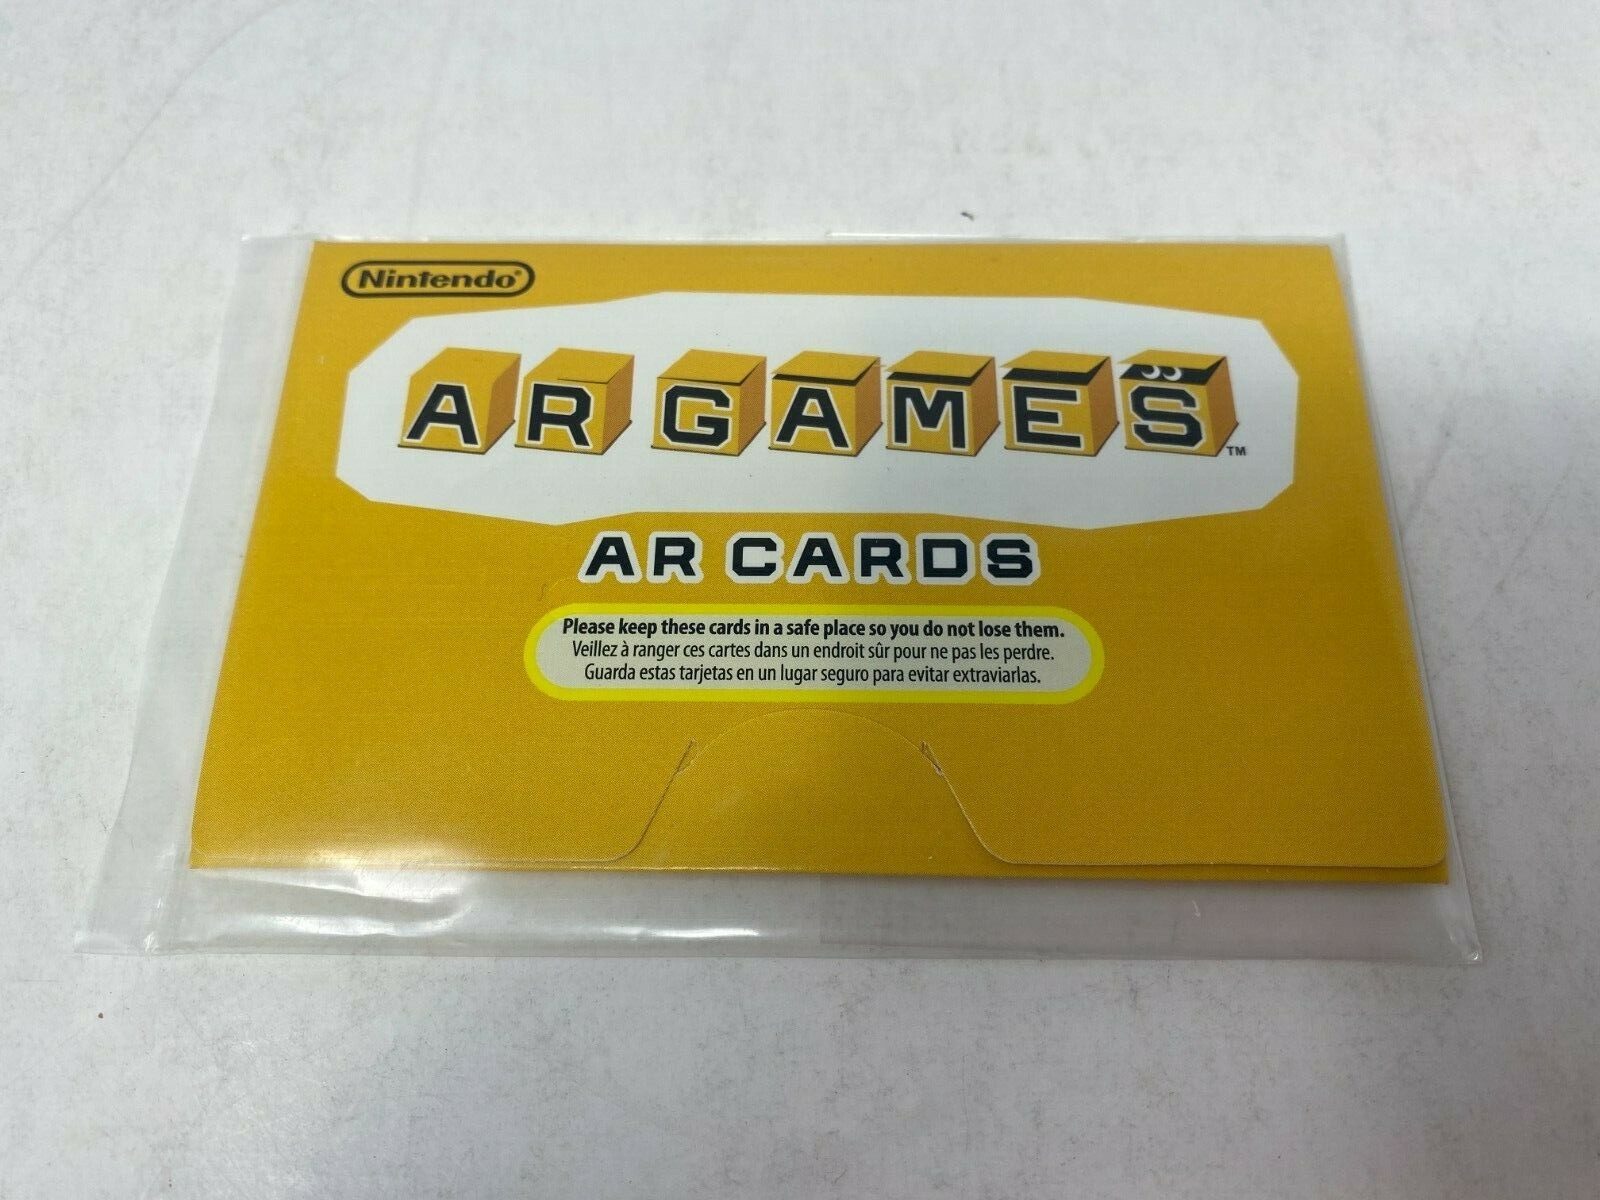 Nintendo®
AR GAMES™
AR CARDS
Please keep these cards in a safe place so you do not lose them.
Veillez à ranger ces cartes dans un endroit sûr pour ne pas les perdre.
Guarda estas tarjetas en un lugar seguro para evitar extraviarlas.